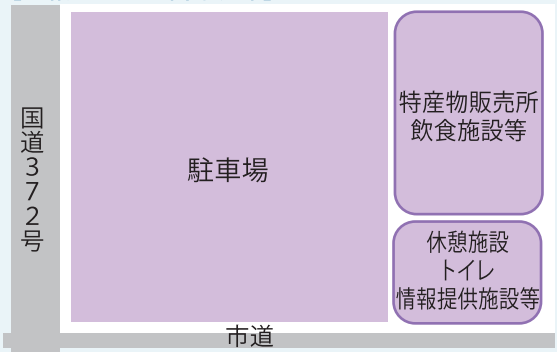 国道372号
駐車場
特産物販売所
飲食施設等
休憩施設
トイレ
情報提供施設等
市道